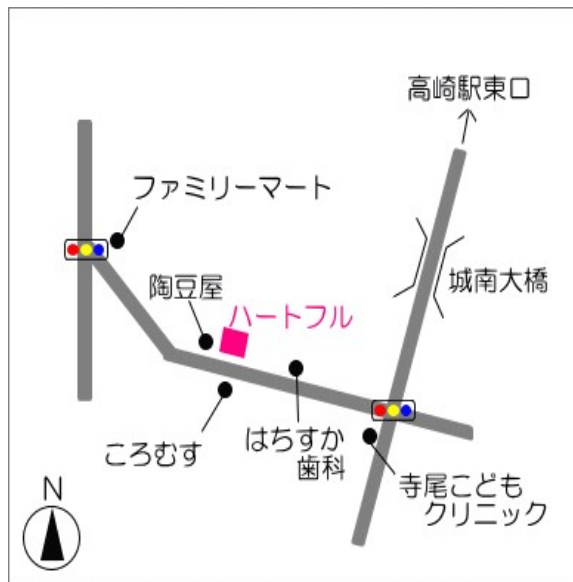 高崎駅東口
ファミリーマート
城南大橋
陶豆屋
ハートフル
ころむす
はちすか
歯科
寺尾こども
クリニック
N